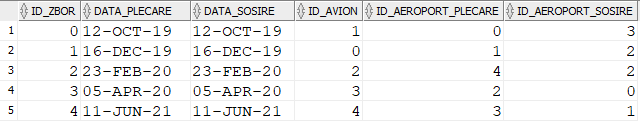 ID_ZBOR DATA_PLECARE DATA_SOSIRE ID_AVION ID_AEROPORT_PLECARE ID_AEROPORT_SOSIRE
1 0 12-OCT-19 12-OCT-19 1 0 3
2 1 16-DEC-19 16-DEC-19 0 1 2
3 2 23-FEB-20 23-FEB-20 2 4 2
4 3 05-APR-20 05-APR-20 3 2 0
5 4 11-JUN-21 11-JUN-21 4 3 1